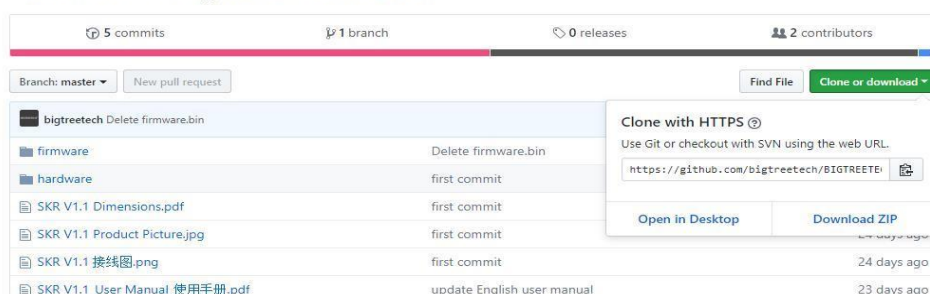 5 commits 1 branch 0 releases 2 contributors
Branch: master New pull request Find File Clone or download
bigtreetech Delete firmware.bin
Clone with HTTPS
Use Git or checkout with SVN using the web URL.
https://github.com/bigtreetech/BIGTREETE
Open in Desktop Download ZIP
firmware Delete firmware.bin
hardware first commit
SKR V1.1 Dimensions.pdf first commit
SKR V1.1 Product Picture.jpg first commit
SKR V1.1 接线图.png first commit 24 days ago
SKR V1.1 User Manual 使用手册.pdf update English user manual 23 days ago